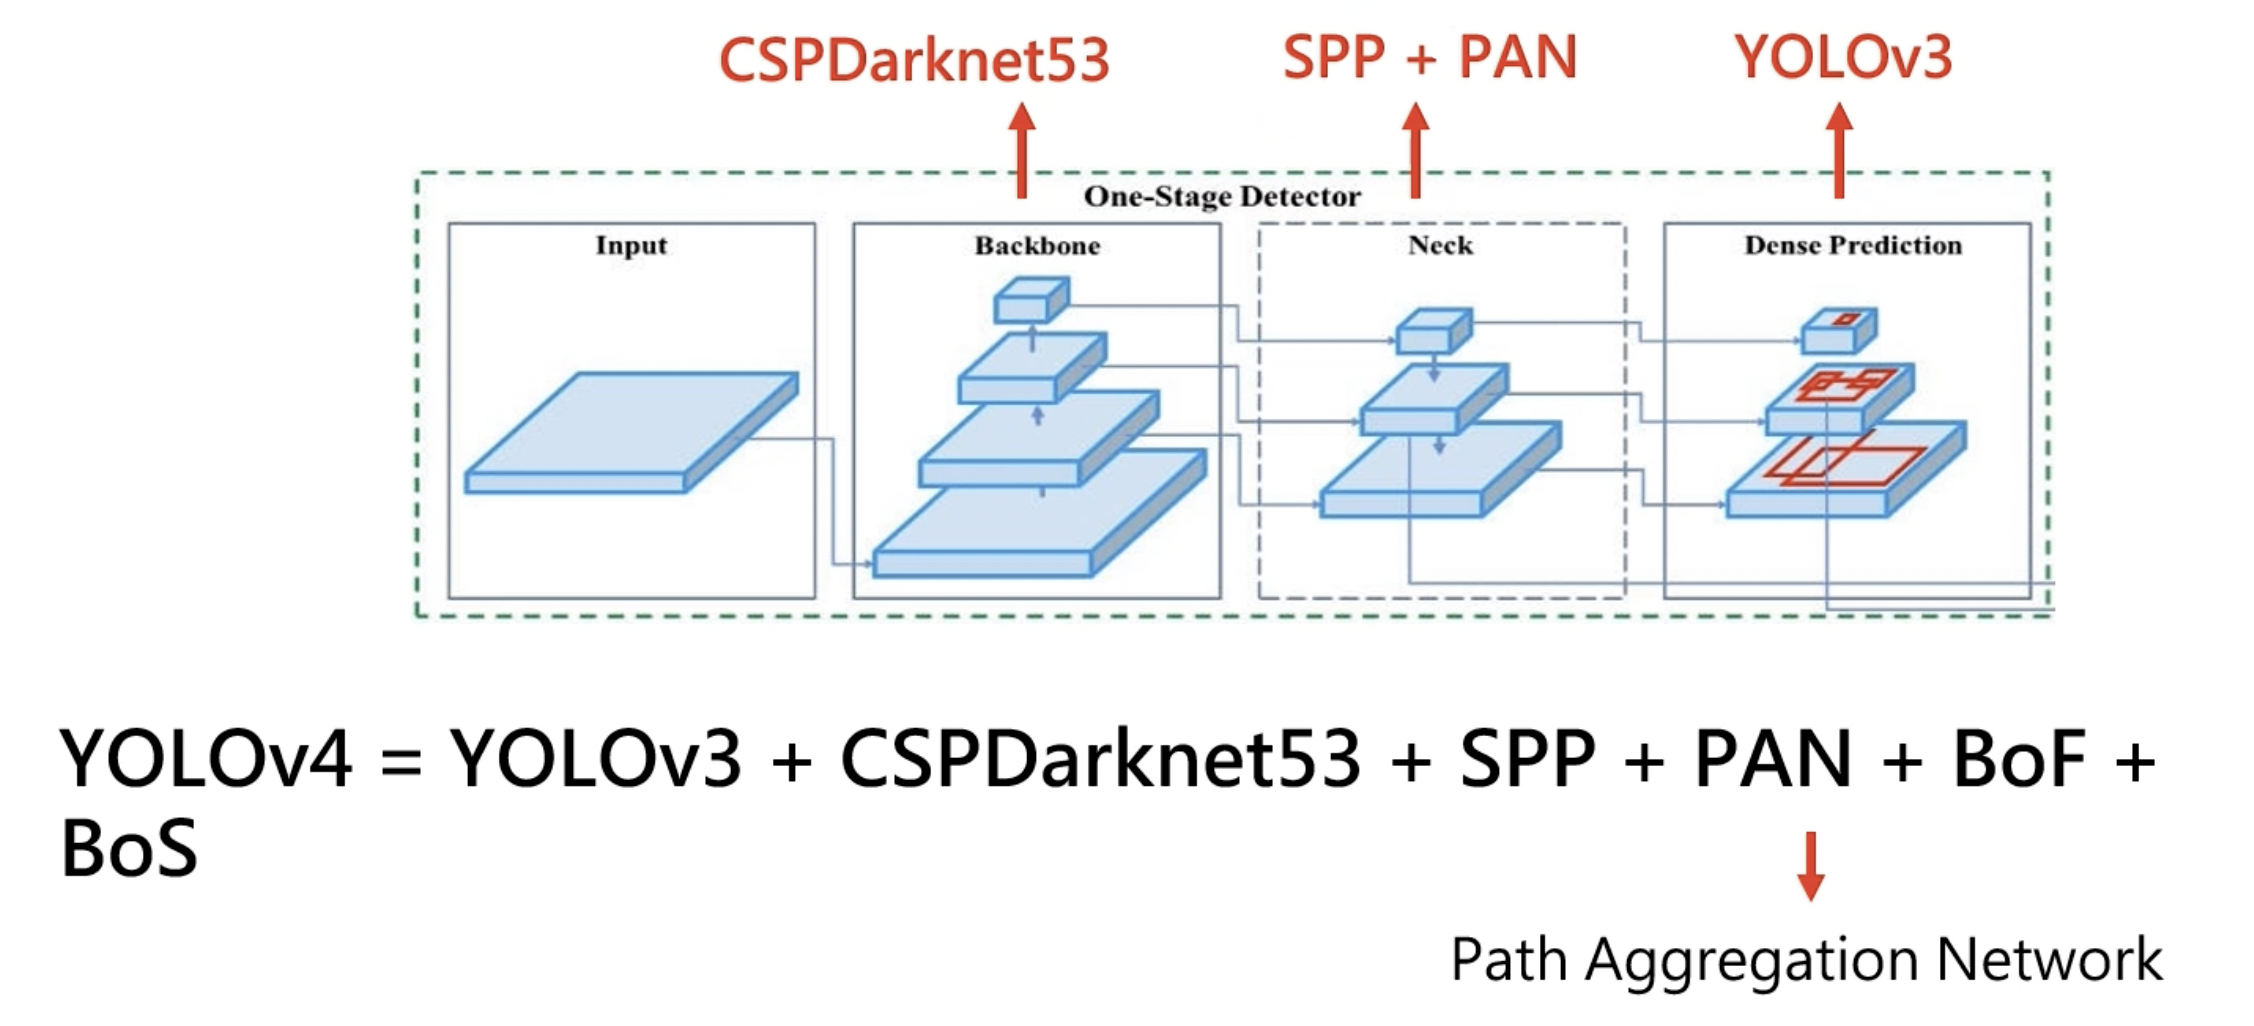 CSPDarknet53 SPP + PAN YOLOv3
One-Stage Detector
Input Backbone Neck Dense Prediction
YOLOv4 = YOLOv3 + CSPDarknet53 + SPP + PAN + BoF +
BoS
Path Aggregation Network